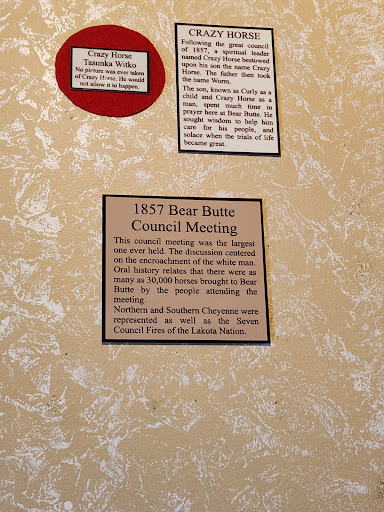 Crazy Horse
Tasunka Witko
No picture was ever taken
of Crazy Horse. He would
not allow it to happen.
CRAZY HORSE
Following the great council
of 1857, a spiritual leader
named Crazy Horse bestowed
upon his son the name Crazy
Horse. The father then took
the name Worm.
The son, known as Curly as a
child and Crazy Horse as a
man, spent much time in
prayer here at Bear Butte. He
sought wisdom to help him
care for his people, and
solace when the trials of life
became great.
1857 Bear Butte
Council Meeting
This council meeting was the largest
one ever held. The discussion centered
on the encroachment of the white man.
Oral history relates that there were as
many as 30,000 horses brought to Bear
Butte by the people attending the
meeting.
Northern and Southern Cheyenne were
represented as well as the Seven
Council Fires of the Lakota Nation.